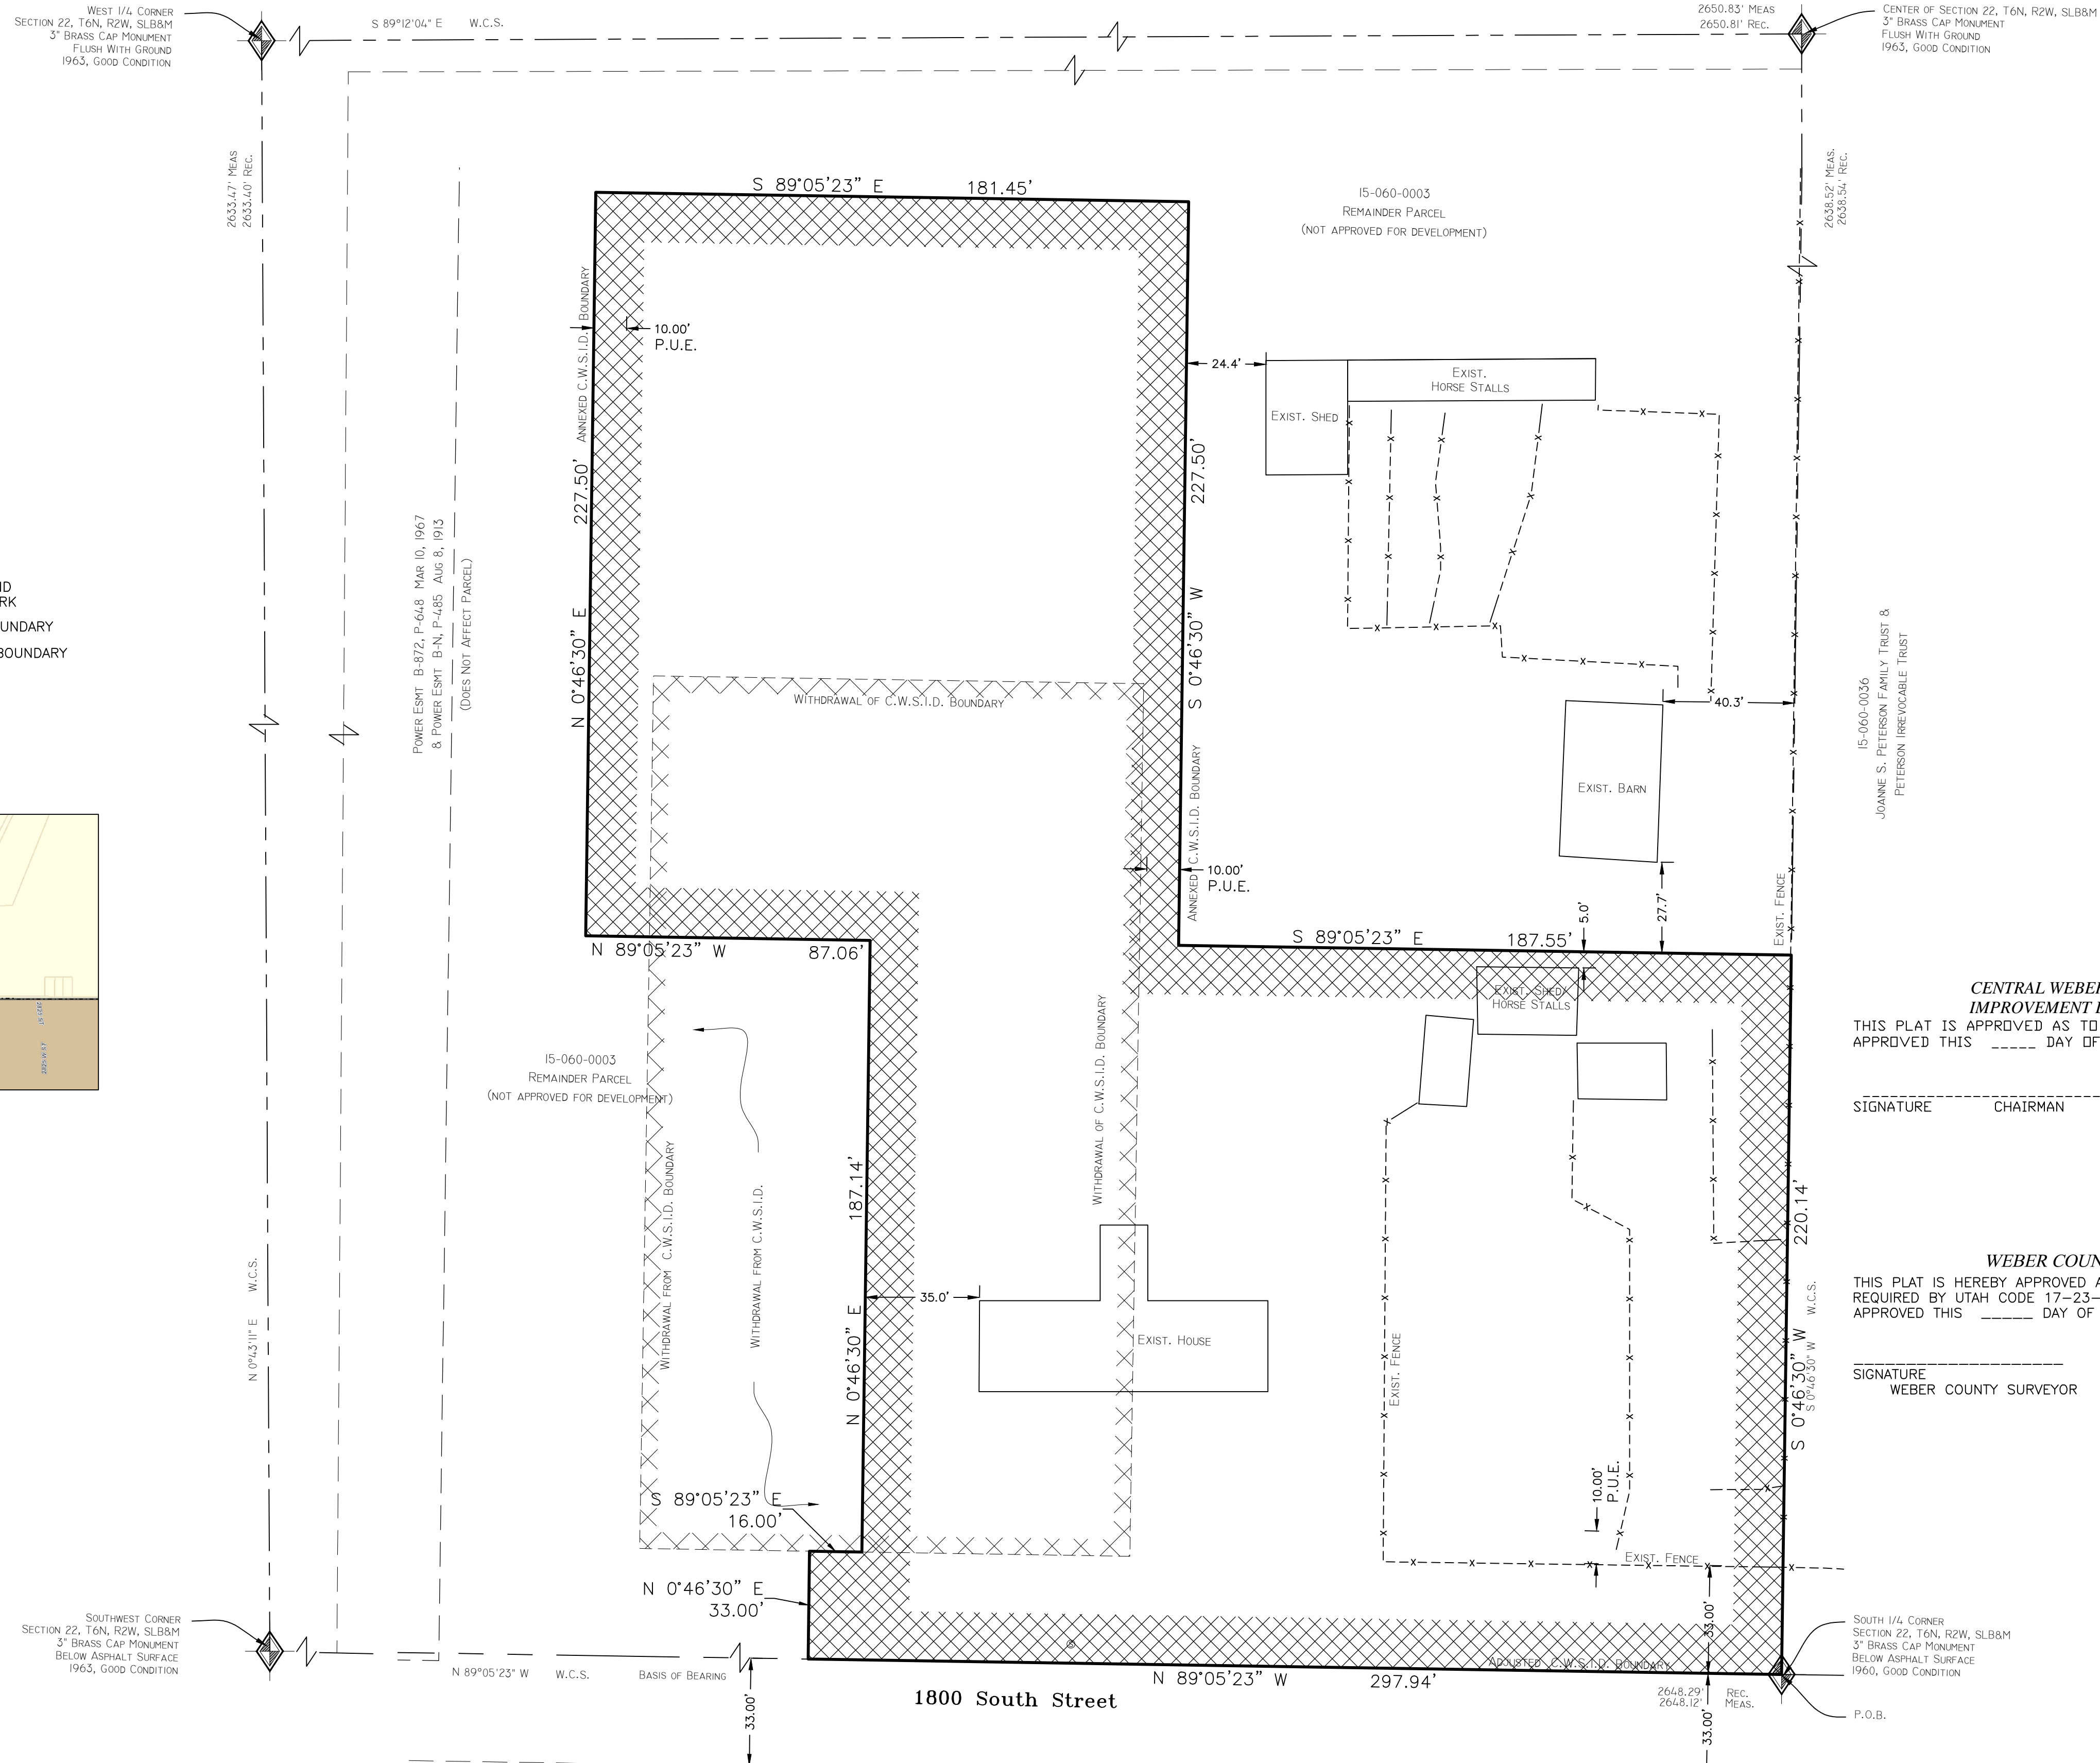 WEST 1/4 CORNER
SECTION 22, T6N, R2W, SLB&M
3" BRASS CAP MONUMENT
FLUSH WITH GROUND
1963, GOOD CONDITION
S 89°12'04" E W.C.S.
2650.83' MEAS
2650.81' REC.
CENTER OF SECTION 22, T6N, R2W, SLB&M
3" BRASS CAP MONUMENT
FLUSH WITH GROUND
1963, GOOD CONDITION
2633.47' MEAS
2633.40' REC.
2638.52' MEAS.
2638.54' REC.
S 89°05'23" E 181.45'
15-060-0003
REMAINDER PARCEL
(NOT APPROVED FOR DEVELOPMENT)
ANNEXED C.W.S.I.D. BOUNDARY
10.00'
P.U.E.
24.4'
EXIST.
HORSE STALLS
EXIST. SHED
227.50'
N 0°46'30" E
227.50'
S 0°46'30" W
POWER ESMT B-872, P-648 MAR 10, 1967
& POWER ESMT B-N, P-485 AUG 8, 1913
(DOES NOT AFFECT PARCEL)
ND
RK
UNDARY
BOUNDARY
WITHDRAWAL OF C.W.S.I.D. BOUNDARY
40.3'
15-060-0036
JOANNE S. PETERSON FAMILY TRUST &
PETERSON IRREVOCABLE TRUST
EXIST. BARN
ANNEXED C.W.S.I.D. BOUNDARY
10.00'
P.U.E.
5.0'
27.7'
EXIST. FENCE
N 89°05'23" W 87.06'
S 89°05'23" E 187.55'
EXIST. SHED/
HORSE STALLS
CENTRAL WEBER
IMPROVEMENT D
THIS PLAT IS APPROVED AS TO
APPROVED THIS _____ DAY OF
SIGNATURE CHAIRMAN
15-060-0003
REMAINDER PARCEL
(NOT APPROVED FOR DEVELOPMENT)
WITHDRAWAL OF C.W.S.I.D. BOUNDARY
WITHDRAWAL FROM C.W.S.I.D. BOUNDARY
WITHDRAWAL FROM C.W.S.I.D.
187.14'
N 0°46'30" E
35.0'
EXIST. HOUSE
EXIST. FENCE
220.14'
S 0°46'30" W
S 0°46'30" W W.C.S.
N 0°43'11" E W.C.S.
WEBER COUN
THIS PLAT IS HEREBY APPROVED A
REQUIRED BY UTAH CODE 17-23-
APPROVED THIS _____ DAY OF
SIGNATURE
WEBER COUNTY SURVEYOR
S 89°05'23" E
16.00'
10.00'
P.U.E.
EXIST. FENCE
N 0°46'30" E
33.00'
33.00'
SOUTHWEST CORNER
SECTION 22, T6N, R2W, SLB&M
3" BRASS CAP MONUMENT
BELOW ASPHALT SURFACE
1963, GOOD CONDITION
SOUTH 1/4 CORNER
SECTION 22, T6N, R2W, SLB&M
3" BRASS CAP MONUMENT
BELOW ASPHALT SURFACE
1960, GOOD CONDITION
N 89°05'23" W W.C.S. BASIS OF BEARING
ADJUSTED C.W.S.I.D. BOUNDARY
N 89°05'23" W 297.94'
2648.29' REC.
2648.12' MEAS.
1800 South Street
33.00'
33.00'
P.O.B.